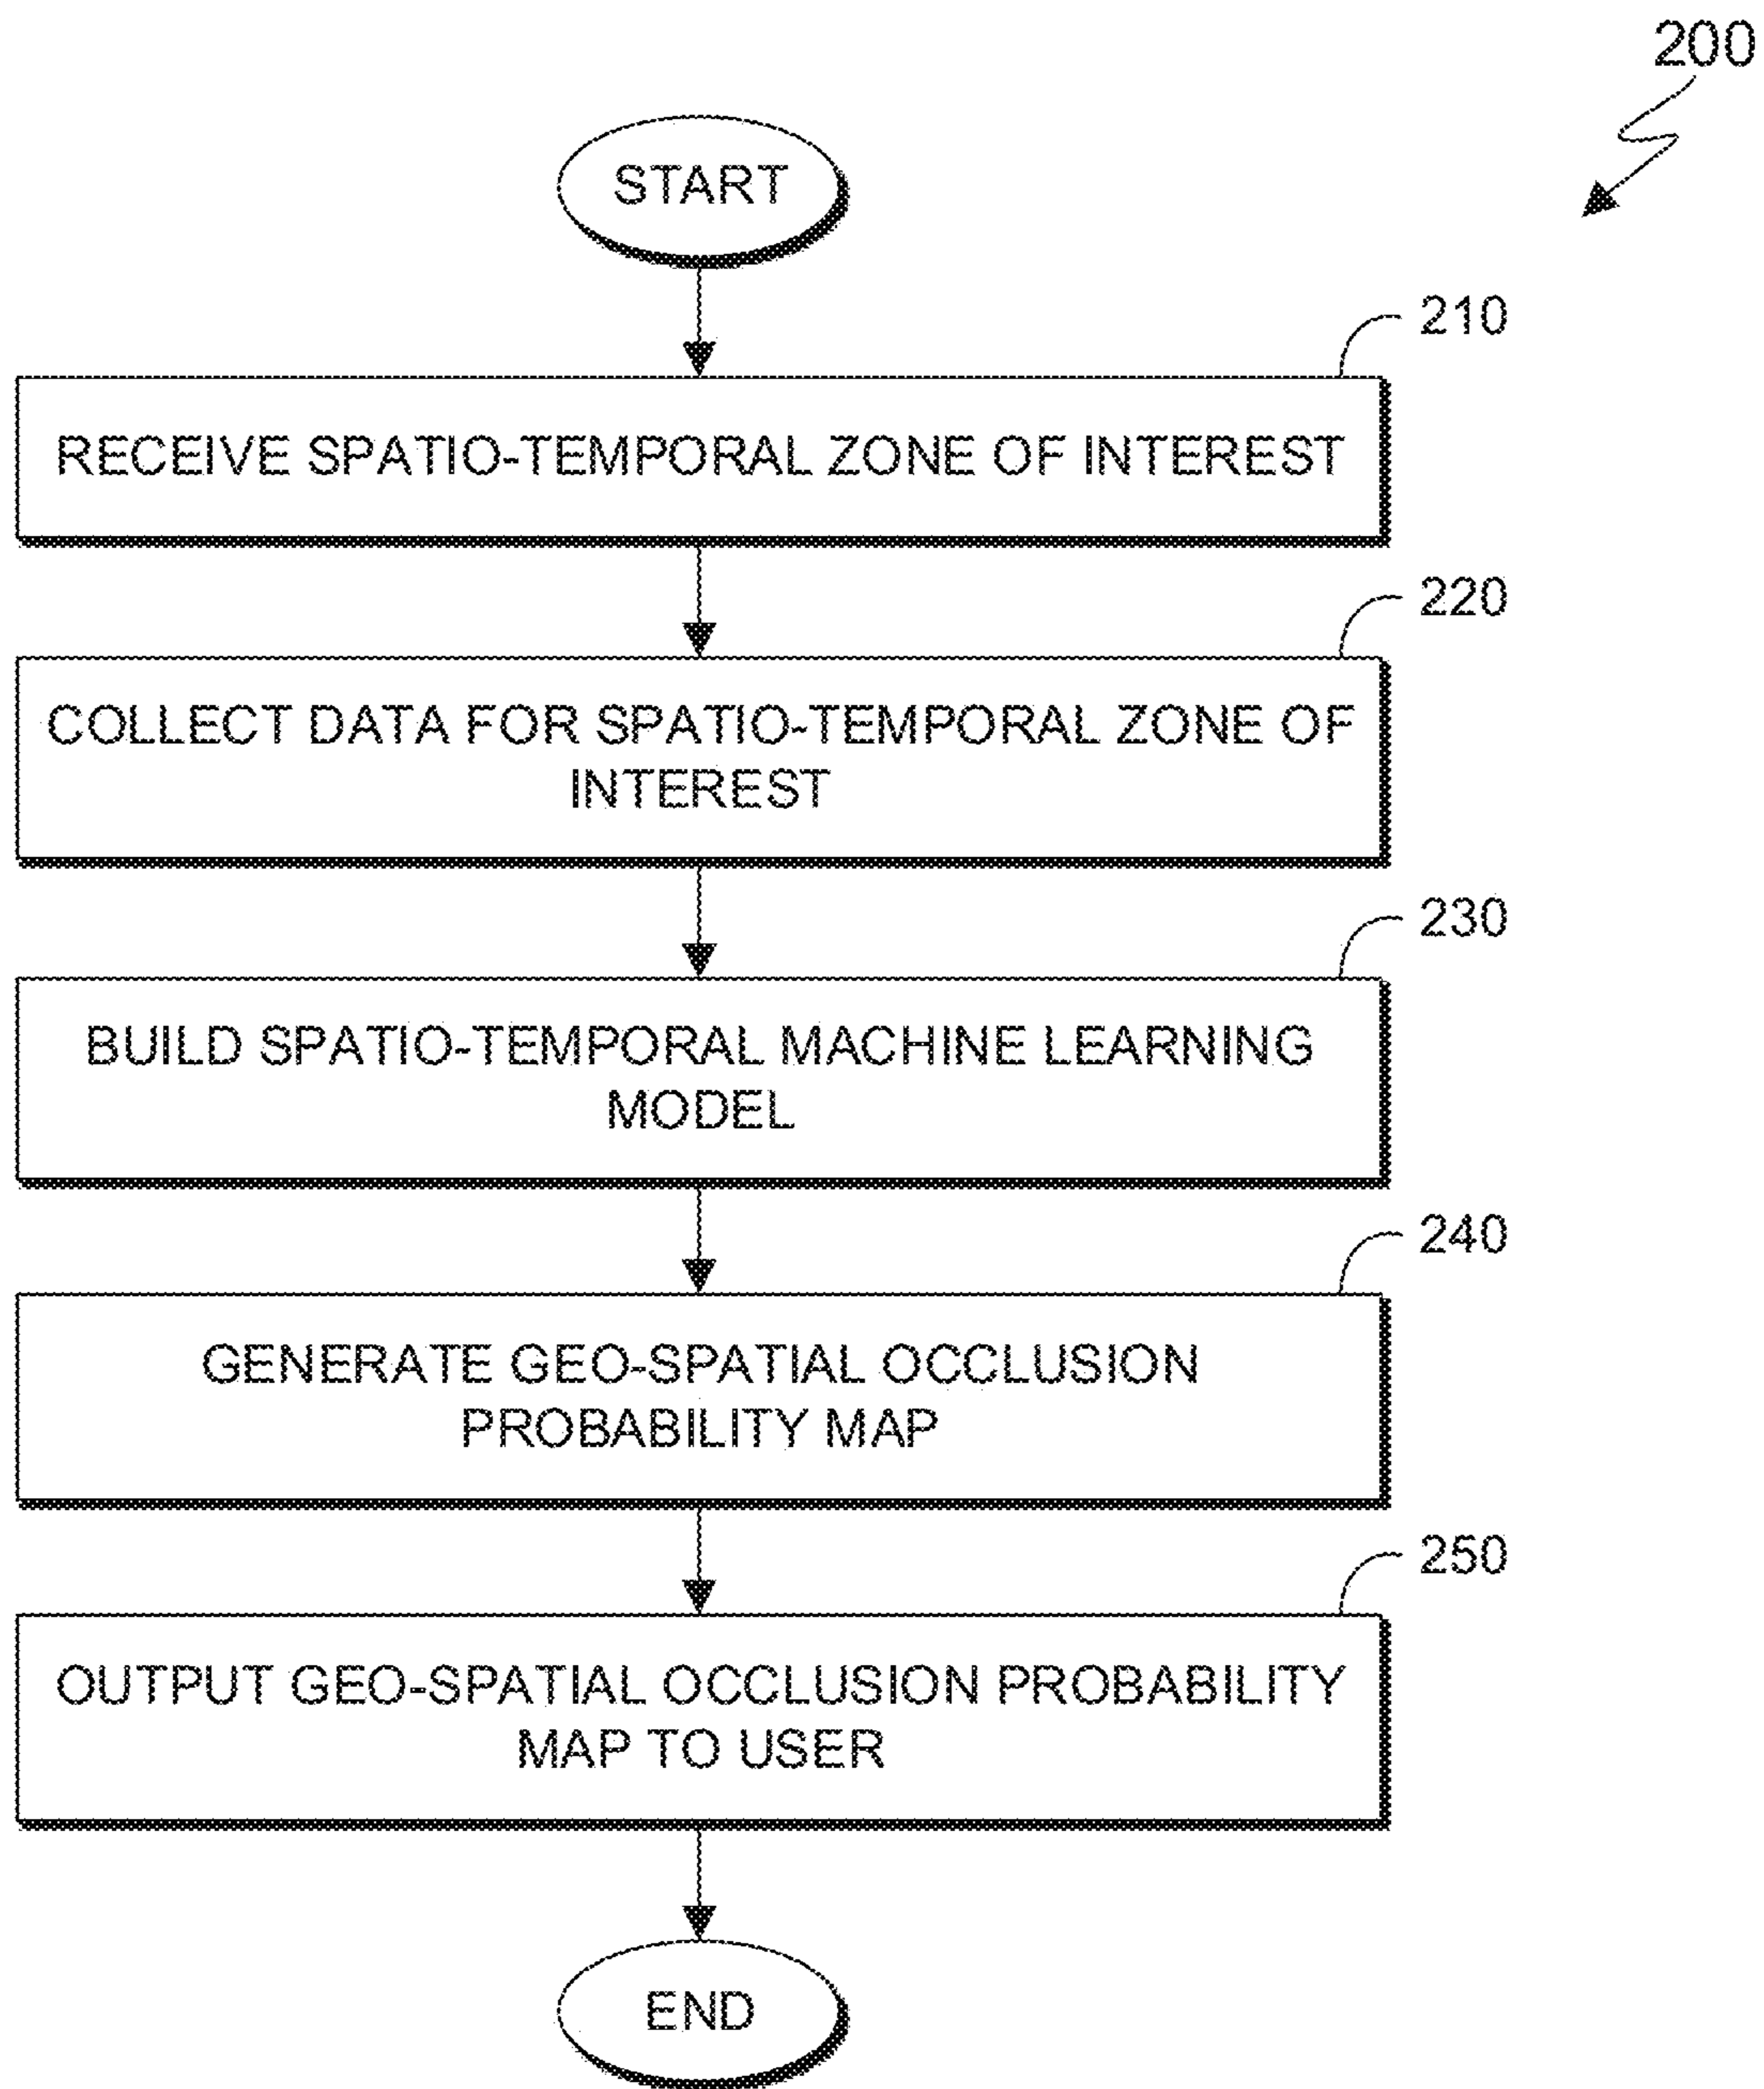 200
START
210
RECEIVE SPATIO-TEMPORAL ZONE OF INTEREST
220
COLLECT DATA FOR SPATIO-TEMPORAL ZONE OF
INTEREST
230
BUILD SPATIO-TEMPORAL MACHINE LEARNING
MODEL
240
GENERATE GEO-SPATIAL OCCLUSION
PROBABILITY MAP
250
OUTPUT GEO-SPATIAL OCCLUSION PROBABILITY
MAP TO USER
END